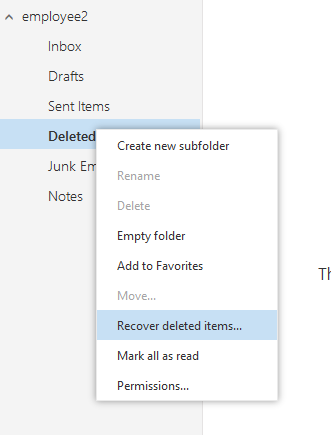 employee2
Inbox
Drafts
Sent Items
Deleted
Junk Em
Notes
Create new subfolder
Rename
Delete
Empty folder
Add to Favorites
Move...
Recover deleted items...
Mark all as read
Permissions...
Th